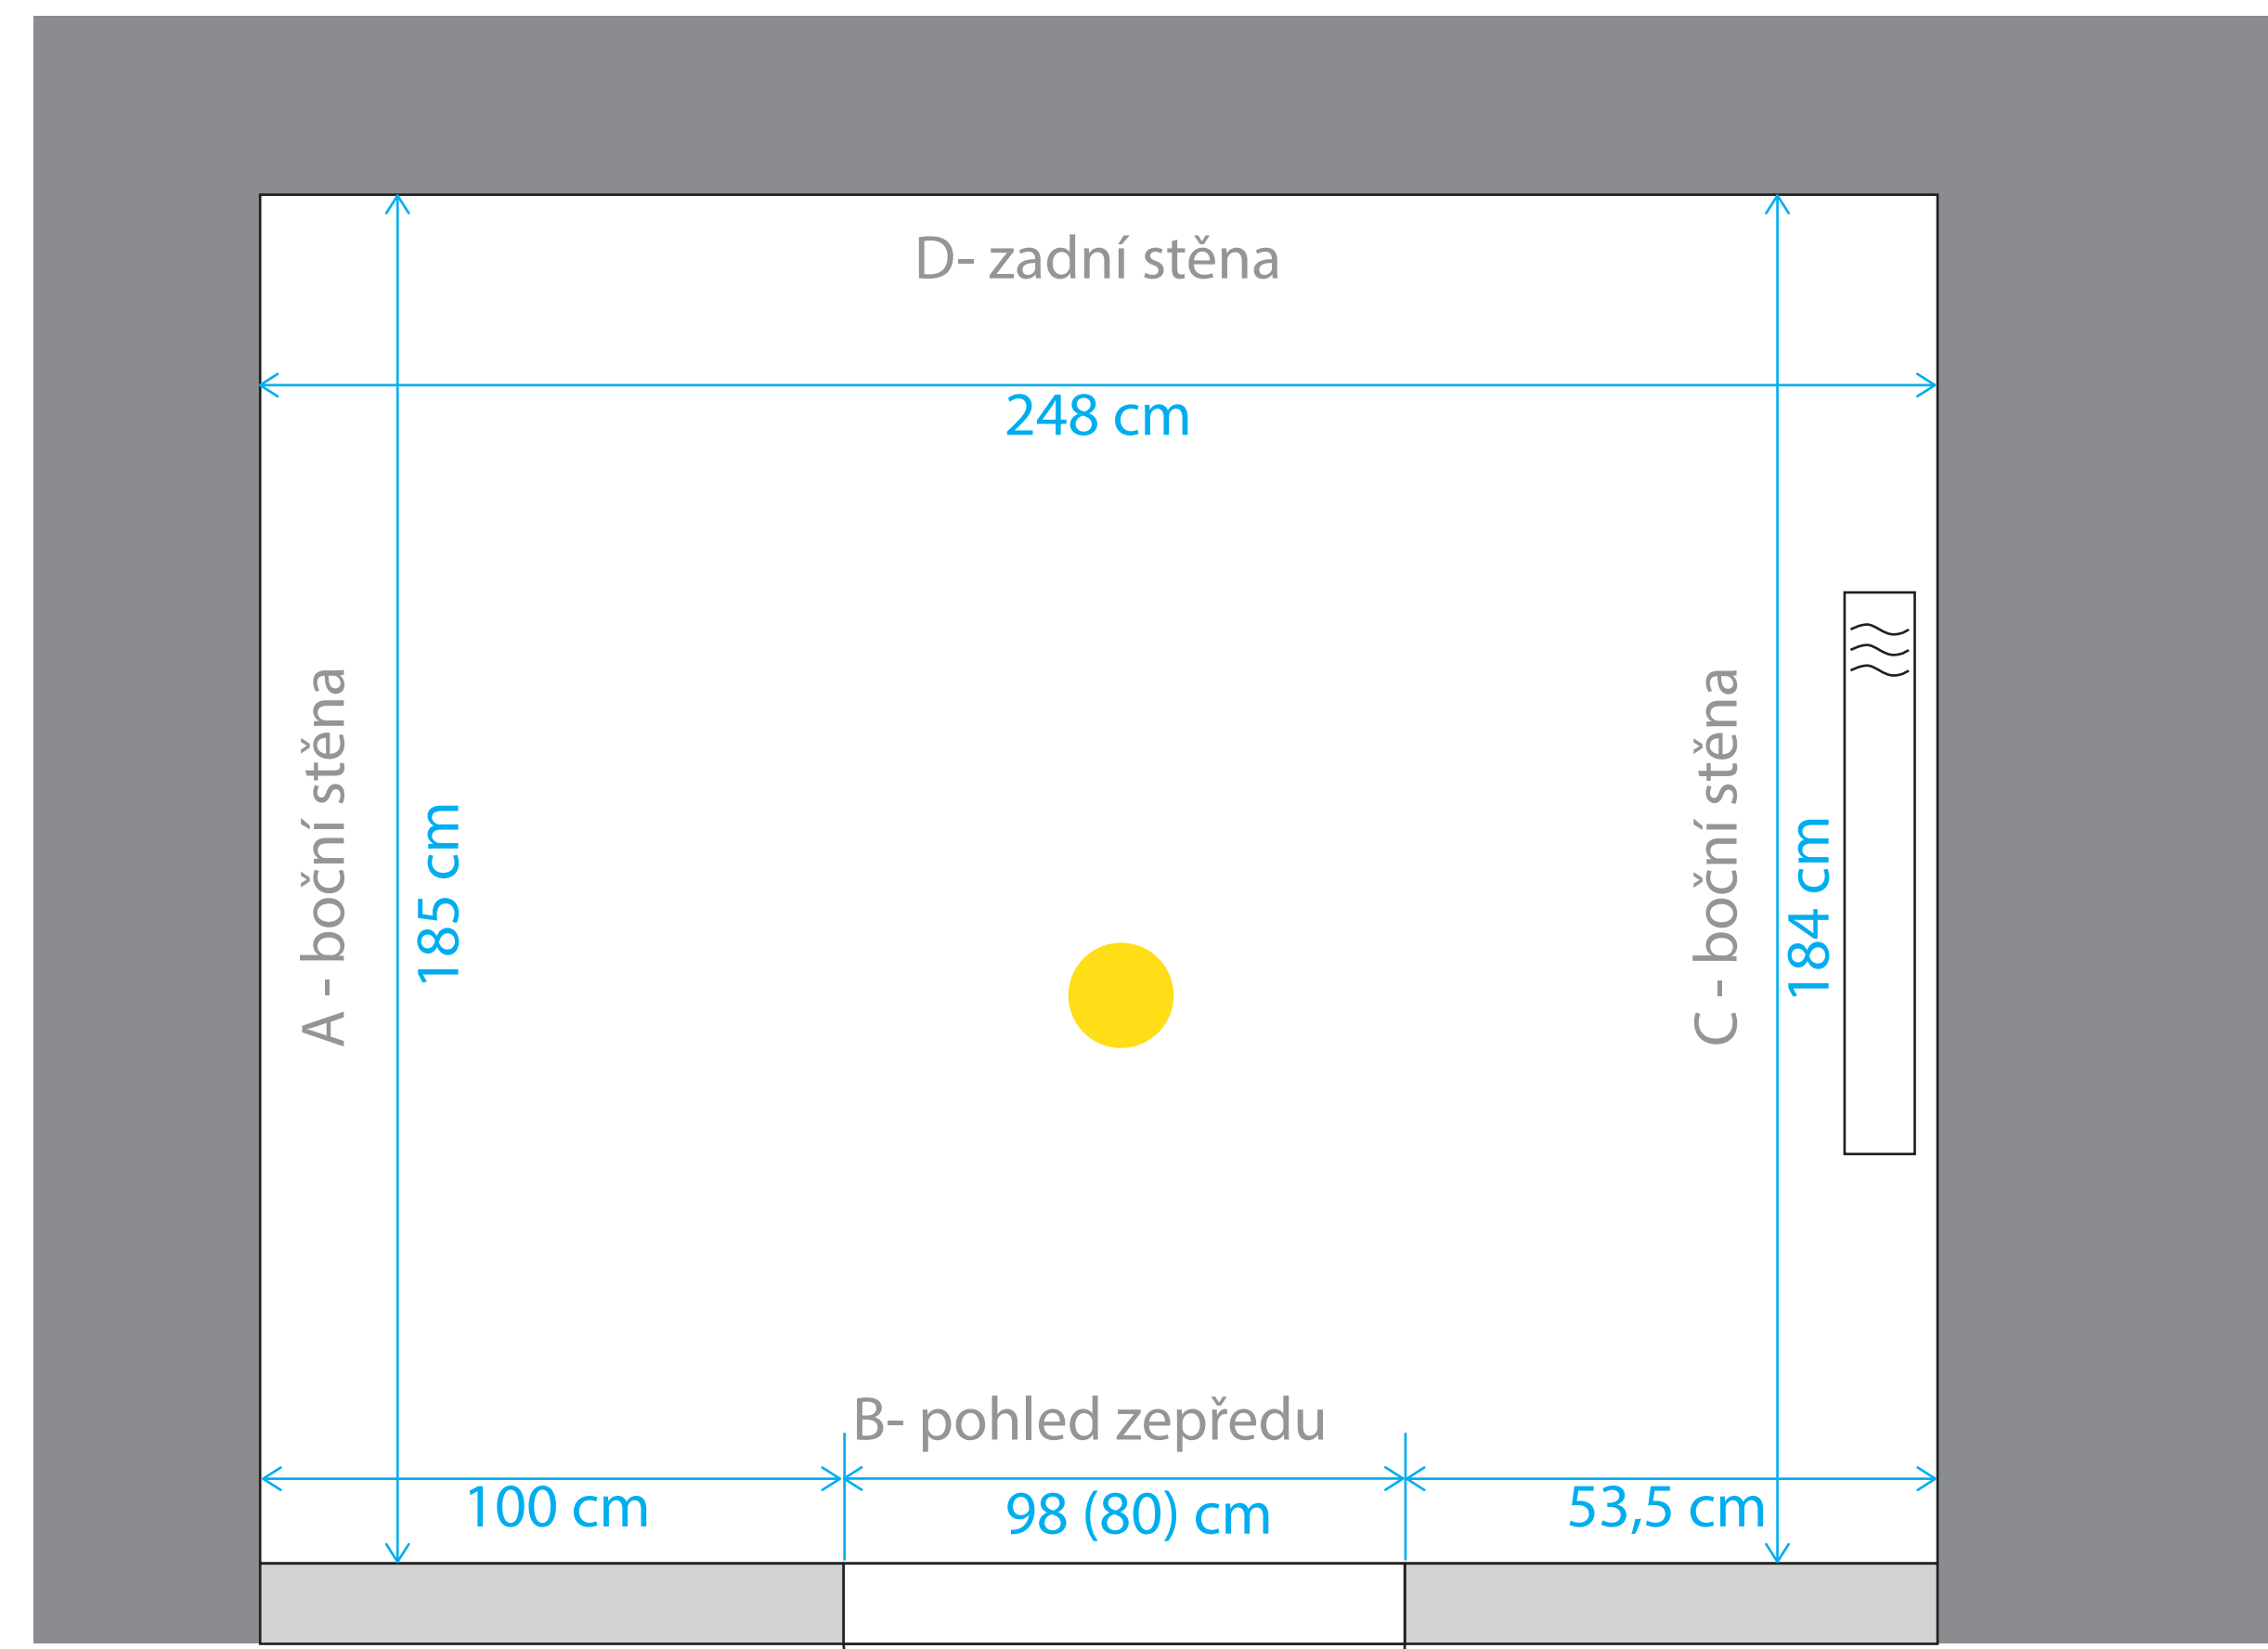 D- zadní stěna
248 cm
A - boční stěna
185 cm
C - boční stěna
184 cm
B- pohled zepředu
100 cm
98 (80) cm
53,5 cm